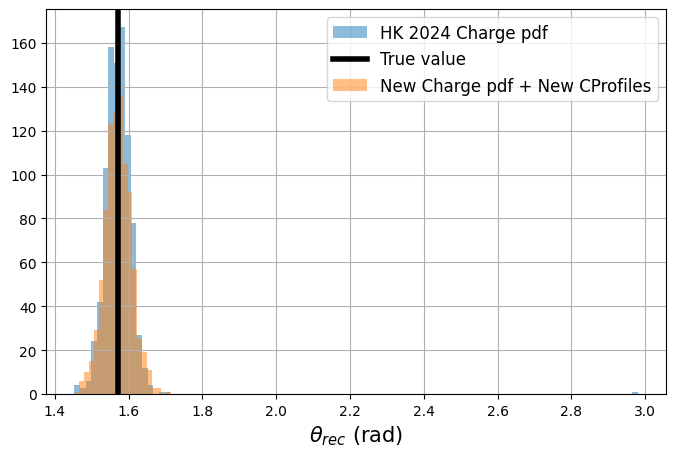 HK 2024 Charge pdf
True value
New Charge pdf + New CProfiles
160
140
120
100
80
60
40
20
0
1.4 1.6 1.8 2.0 2.2 2.4 2.6 2.8 3.0
θ_rec (rad)